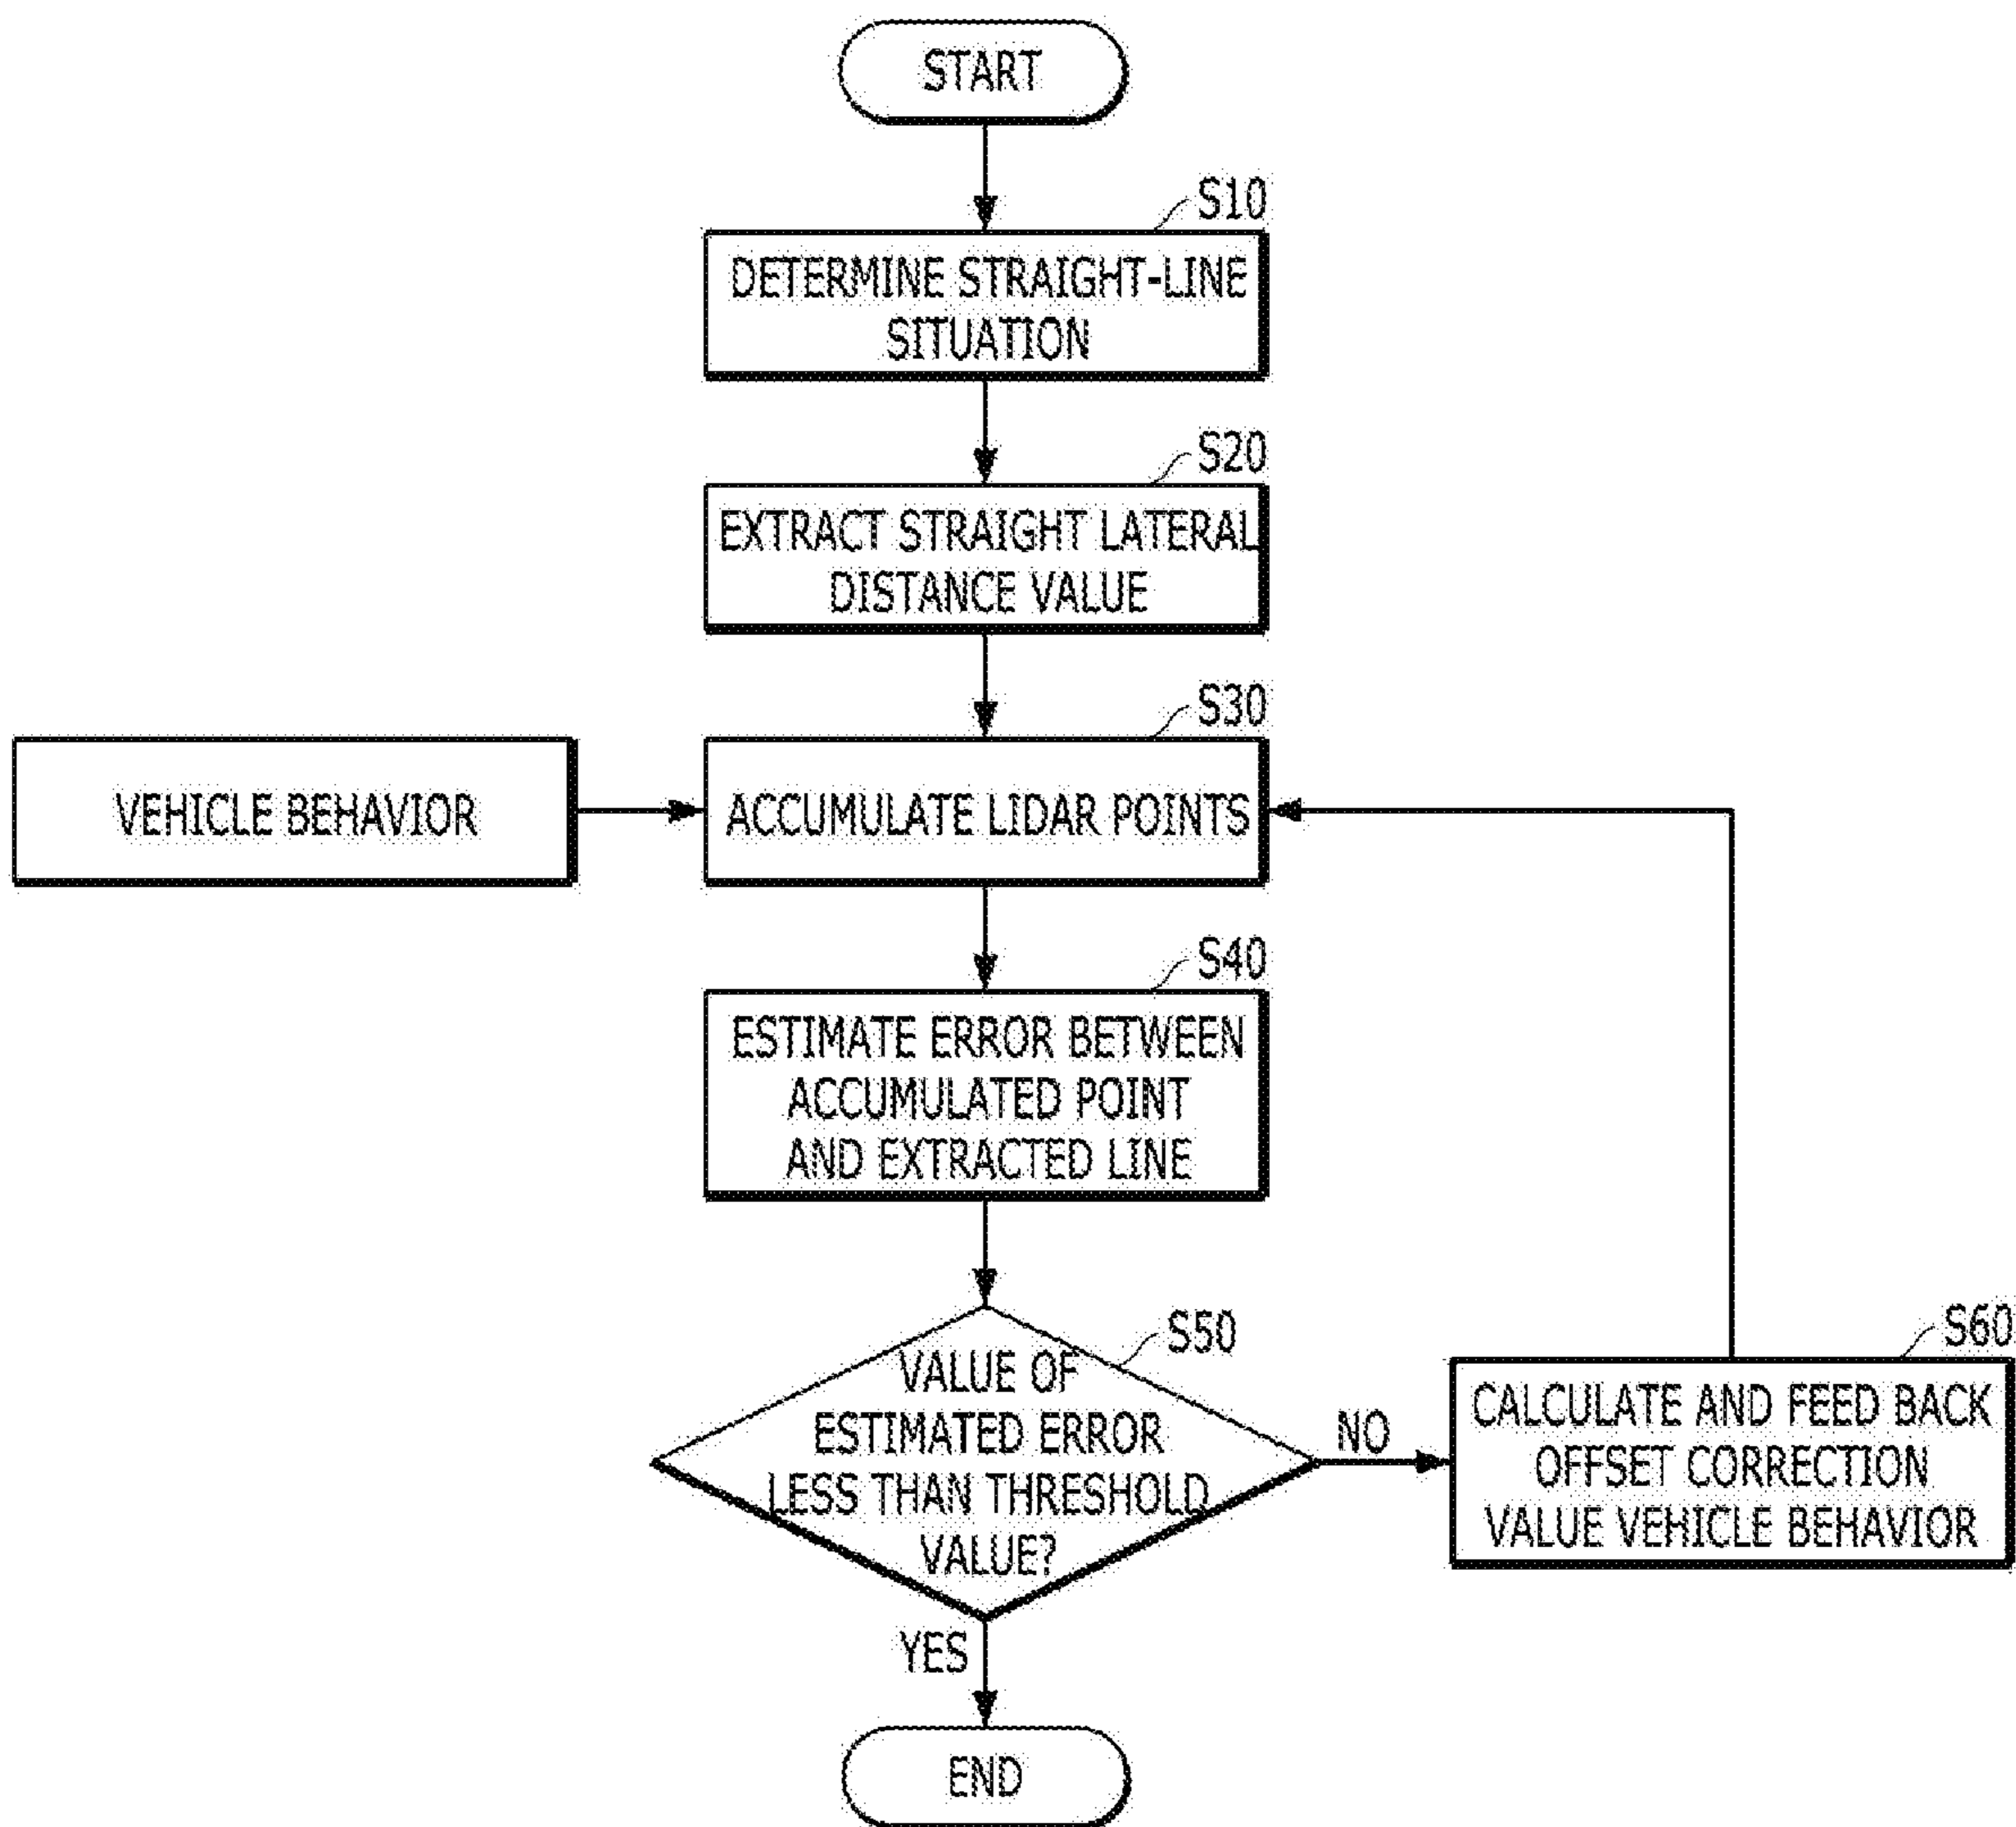 START
S10
DETERMINE STRAIGHT-LINE
SITUATION
S20
EXTRACT STRAIGHT LATERAL
DISTANCE VALUE
S30
VEHICLE BEHAVIOR
ACCUMULATE LIDAR POINTS
S40
ESTIMATE ERROR BETWEEN
ACCUMULATED POINT
AND EXTRACTED LINE
S50
VALUE OF
ESTIMATED ERROR
LESS THAN THRESHOLD
VALUE?
NO
S60
CALCULATE AND FEED BACK
OFFSET CORRECTION
VALUE VEHICLE BEHAVIOR
YES
END